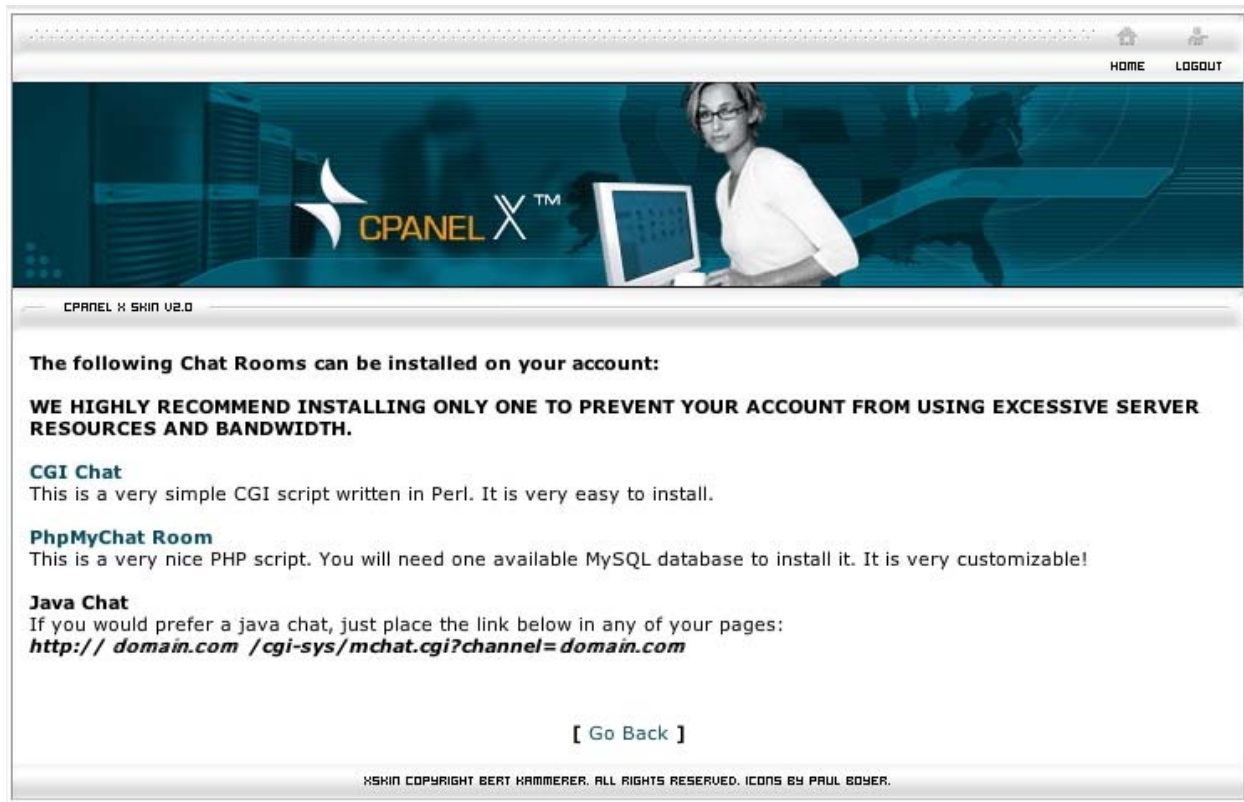 HOME LOGOUT
CPANEL X™
CPANEL X SKIN V2.0
The following Chat Rooms can be installed on your account:
WE HIGHLY RECOMMEND INSTALLING ONLY ONE TO PREVENT YOUR ACCOUNT FROM USING EXCESSIVE SERVER
RESOURCES AND BANDWIDTH.
CGI Chat
This is a very simple CGI script written in Perl. It is very easy to install.
PhpMyChat Room
This is a very nice PHP script. You will need one available MySQL database to install it. It is very customizable!
Java Chat
If you would prefer a java chat, just place the link below in any of your pages:
http:// domain.com /cgi-sys/mchat.cgi?channel=domain.com
[ Go Back ]
XSKIN COPYRIGHT BERT KAMMERER. ALL RIGHTS RESERVED. ICONS BY PAUL BOYER.